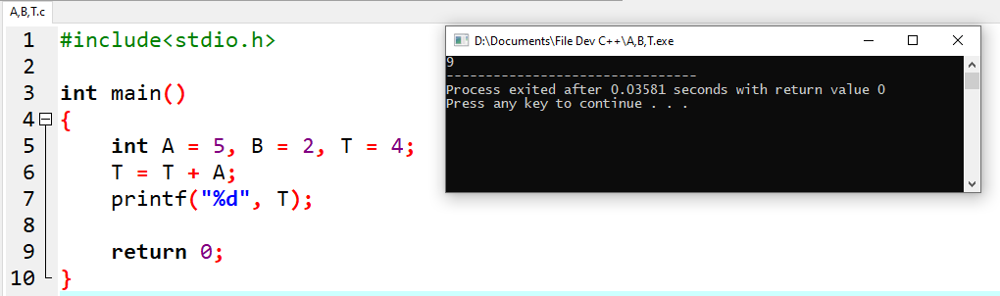 A,B,T.c
1 #include<stdio.h>
2
3 int main()
4 {
5 int A = 5, B = 2, T = 4;
6 T = T + A;
7 printf("%d", T);
8
9 return 0;
10 }
D:\Documents\File Dev C++\A,B,T.exe
9
--------------------------------
Process exited after 0.03581 seconds with return value 0
Press any key to continue . . .